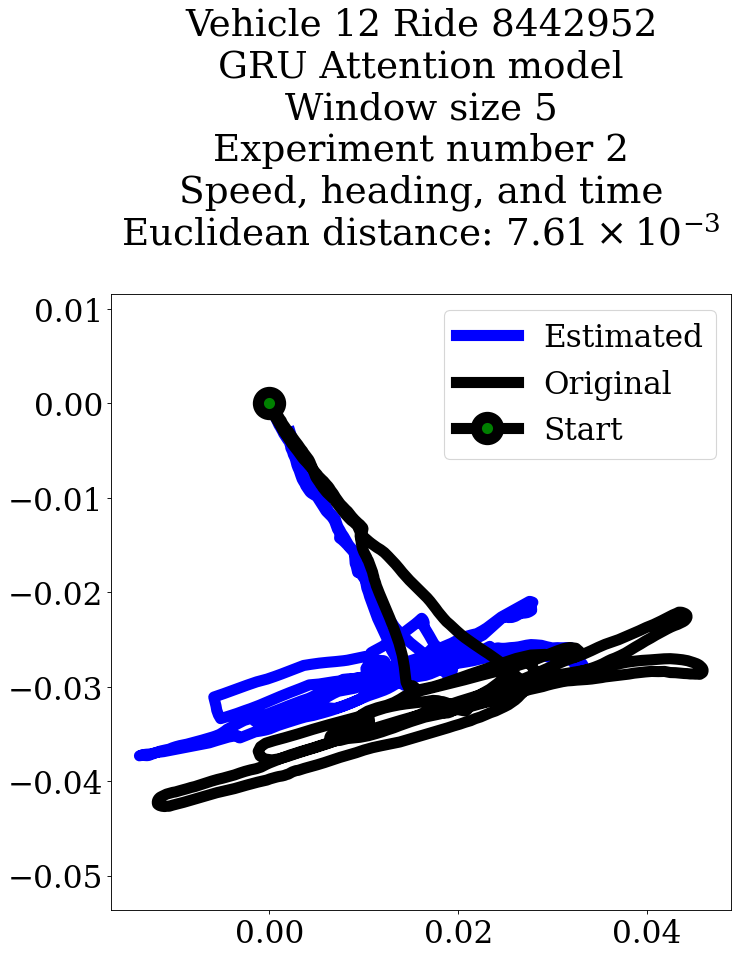 Vehicle 12 Ride 8442952
GRU Attention model
Window size 5
Experiment number 2
Speed, heading, and time
Euclidean distance: 7.61 × 10⁻³
Estimated
Original
Start
0.01
0.00
−0.01
−0.02
−0.03
−0.04
−0.05
0.00 0.02 0.04